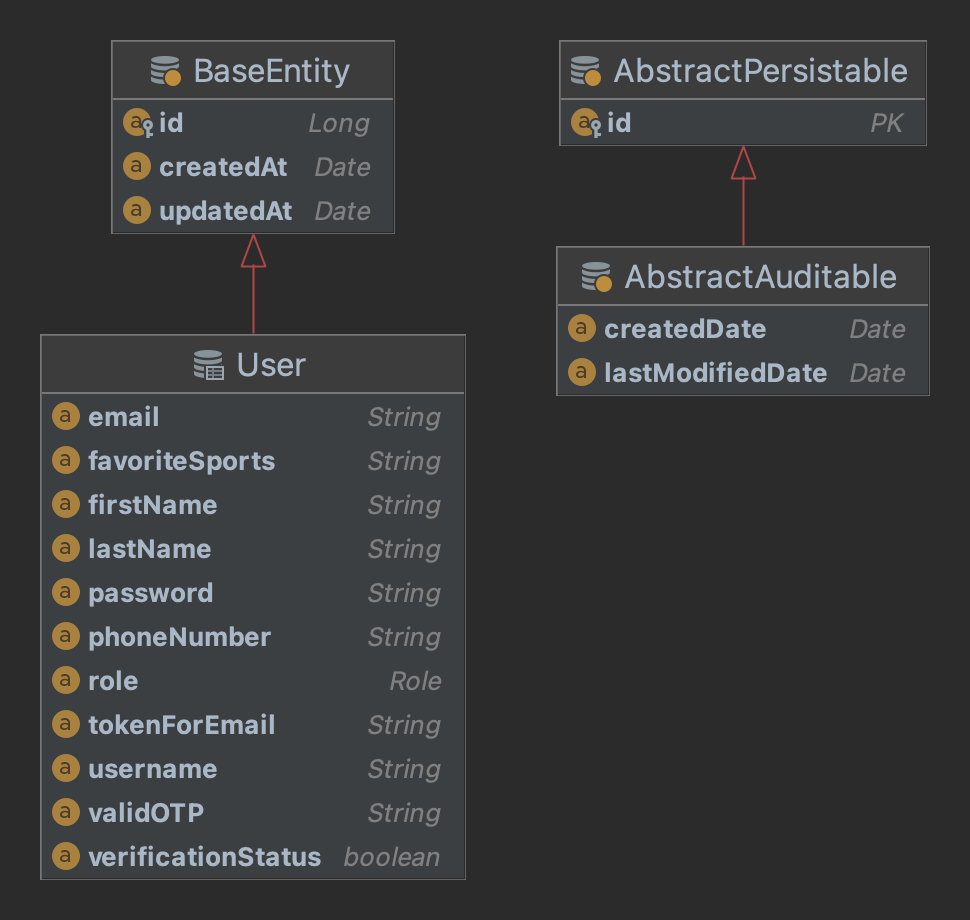 BaseEntity
id Long
createdAt Date
updatedAt Date
User
email String
favoriteSports String
firstName String
lastName String
password String
phoneNumber String
role Role
tokenForEmail String
username String
validOTP String
verificationStatus boolean
AbstractPersistable
id PK
AbstractAuditable
createdDate Date
lastModifiedDate Date